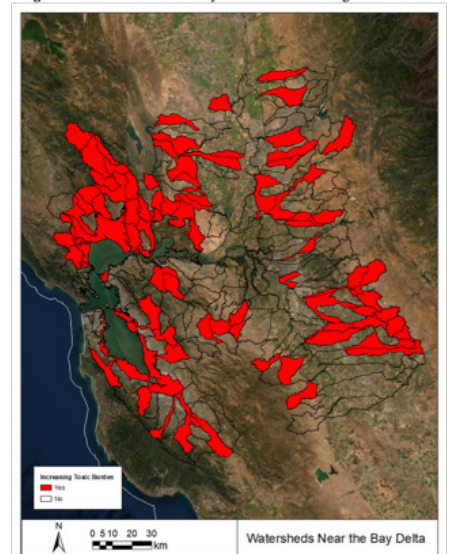 Increasing Toxic Burden
Yes
No
N
0 5 10 20 30
km
Watersheds Near the Bay Delta